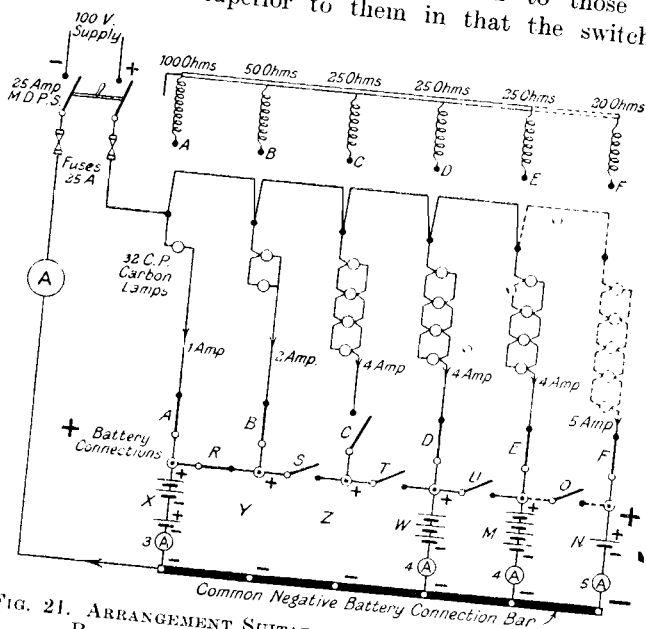 superior to them in that the switch
to those
100 V.
Supply
- +
25 Amp
M D P. S.
Fuses
25 A
A
100 Ohms 50 Ohms 25 Ohms 25 Ohms 25 Ohms 20 Ohms
A B C D E F
32 C. P.
Carbon
Lamps
1 Amp 2 Amp. 4 Amp 4 Amp 4 Amp 5 Amp
A B C D E F
+ Battery
Connections
R S T U O
+ + + + + + +
X Y Z W M N
3 A 4 A 4 A 5 A
- - - - - -
Common Negative Battery Connection Bar
FIG. 21. ARRANGEMENT